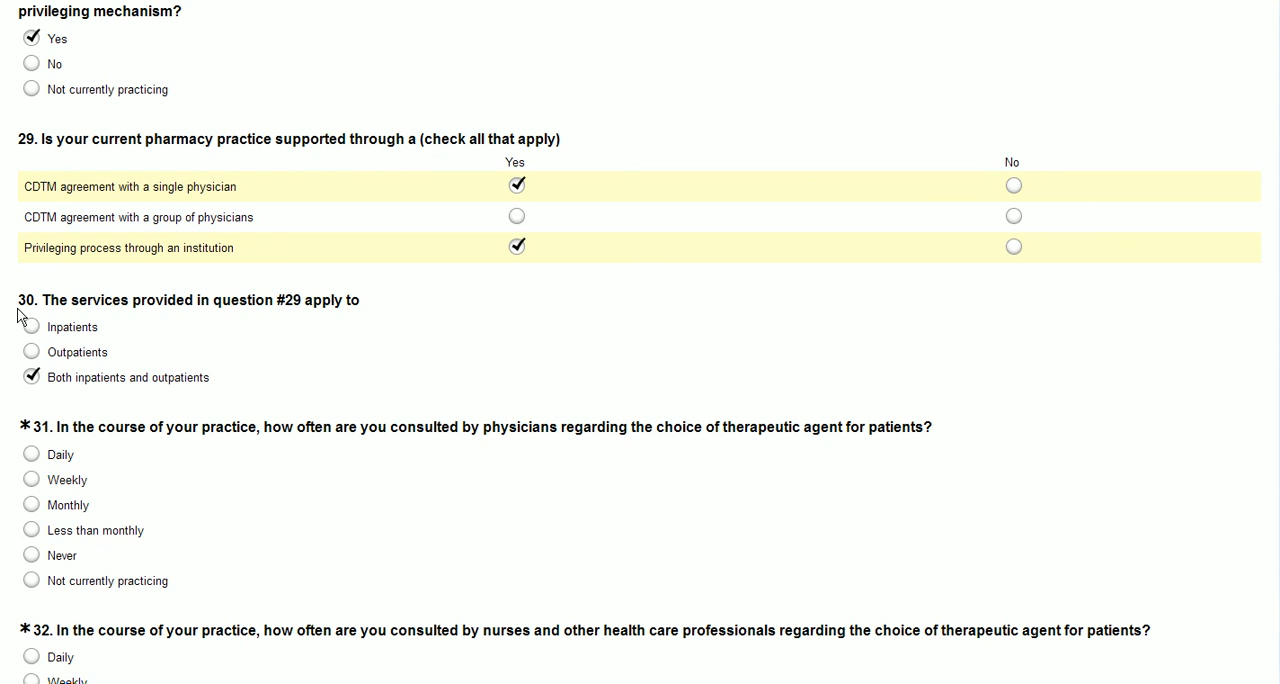 privileging mechanism?
Yes
No
Not currently practicing
29. Is your current pharmacy practice supported through a (check all that apply)
Yes No
CDTM agreement with a single physician
CDTM agreement with a group of physicians
Privileging process through an institution
30. The services provided in question #29 apply to
Inpatients
Outpatients
Both inpatients and outpatients
*31. In the course of your practice, how often are you consulted by physicians regarding the choice of therapeutic agent for patients?
Daily
Weekly
Monthly
Less than monthly
Never
Not currently practicing
*32. In the course of your practice, how often are you consulted by nurses and other health care professionals regarding the choice of therapeutic agent for patients?
Daily
Weekly